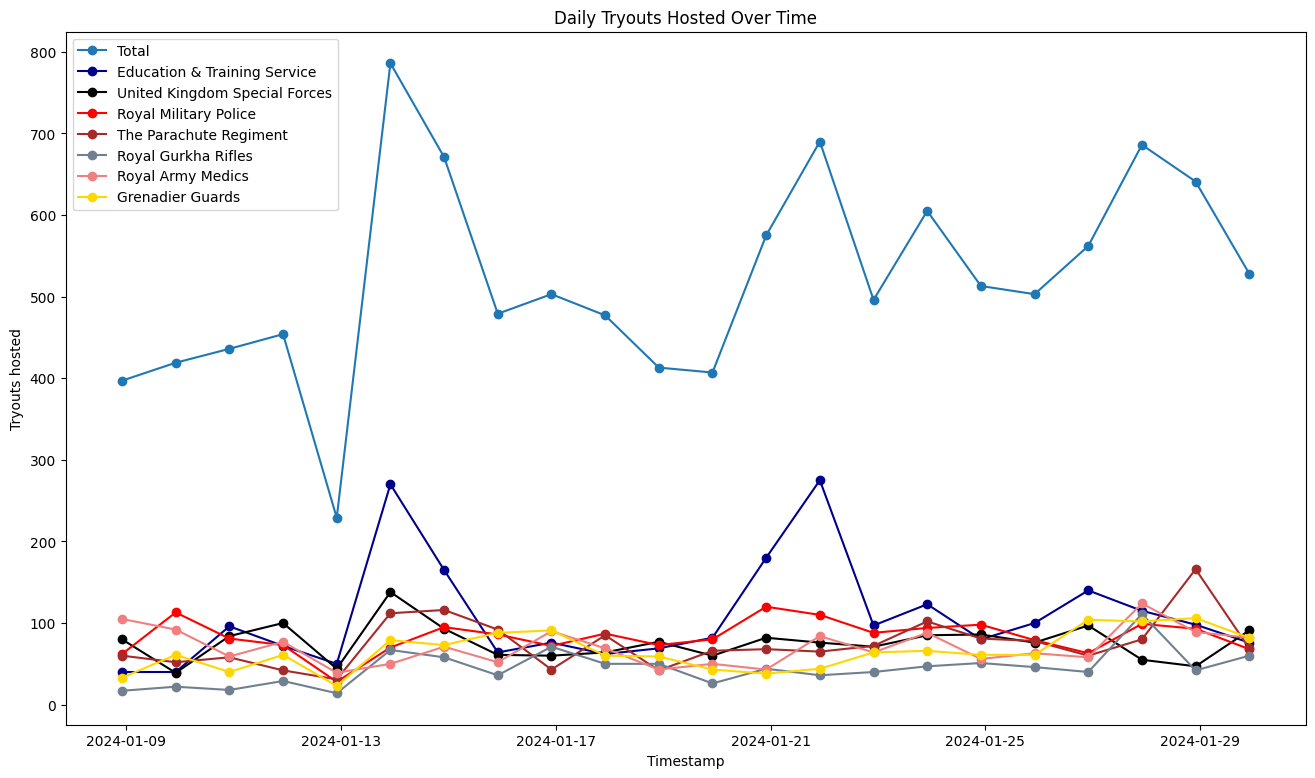 Daily Tryouts Hosted Over Time
Total
Education & Training Service
United Kingdom Special Forces
Royal Military Police
The Parachute Regiment
Royal Gurkha Rifles
Royal Army Medics
Grenadier Guards
Tryouts hosted
800
700
600
500
400
300
200
100
0
2024-01-09 2024-01-13 2024-01-17 2024-01-21 2024-01-25 2024-01-29
Timestamp